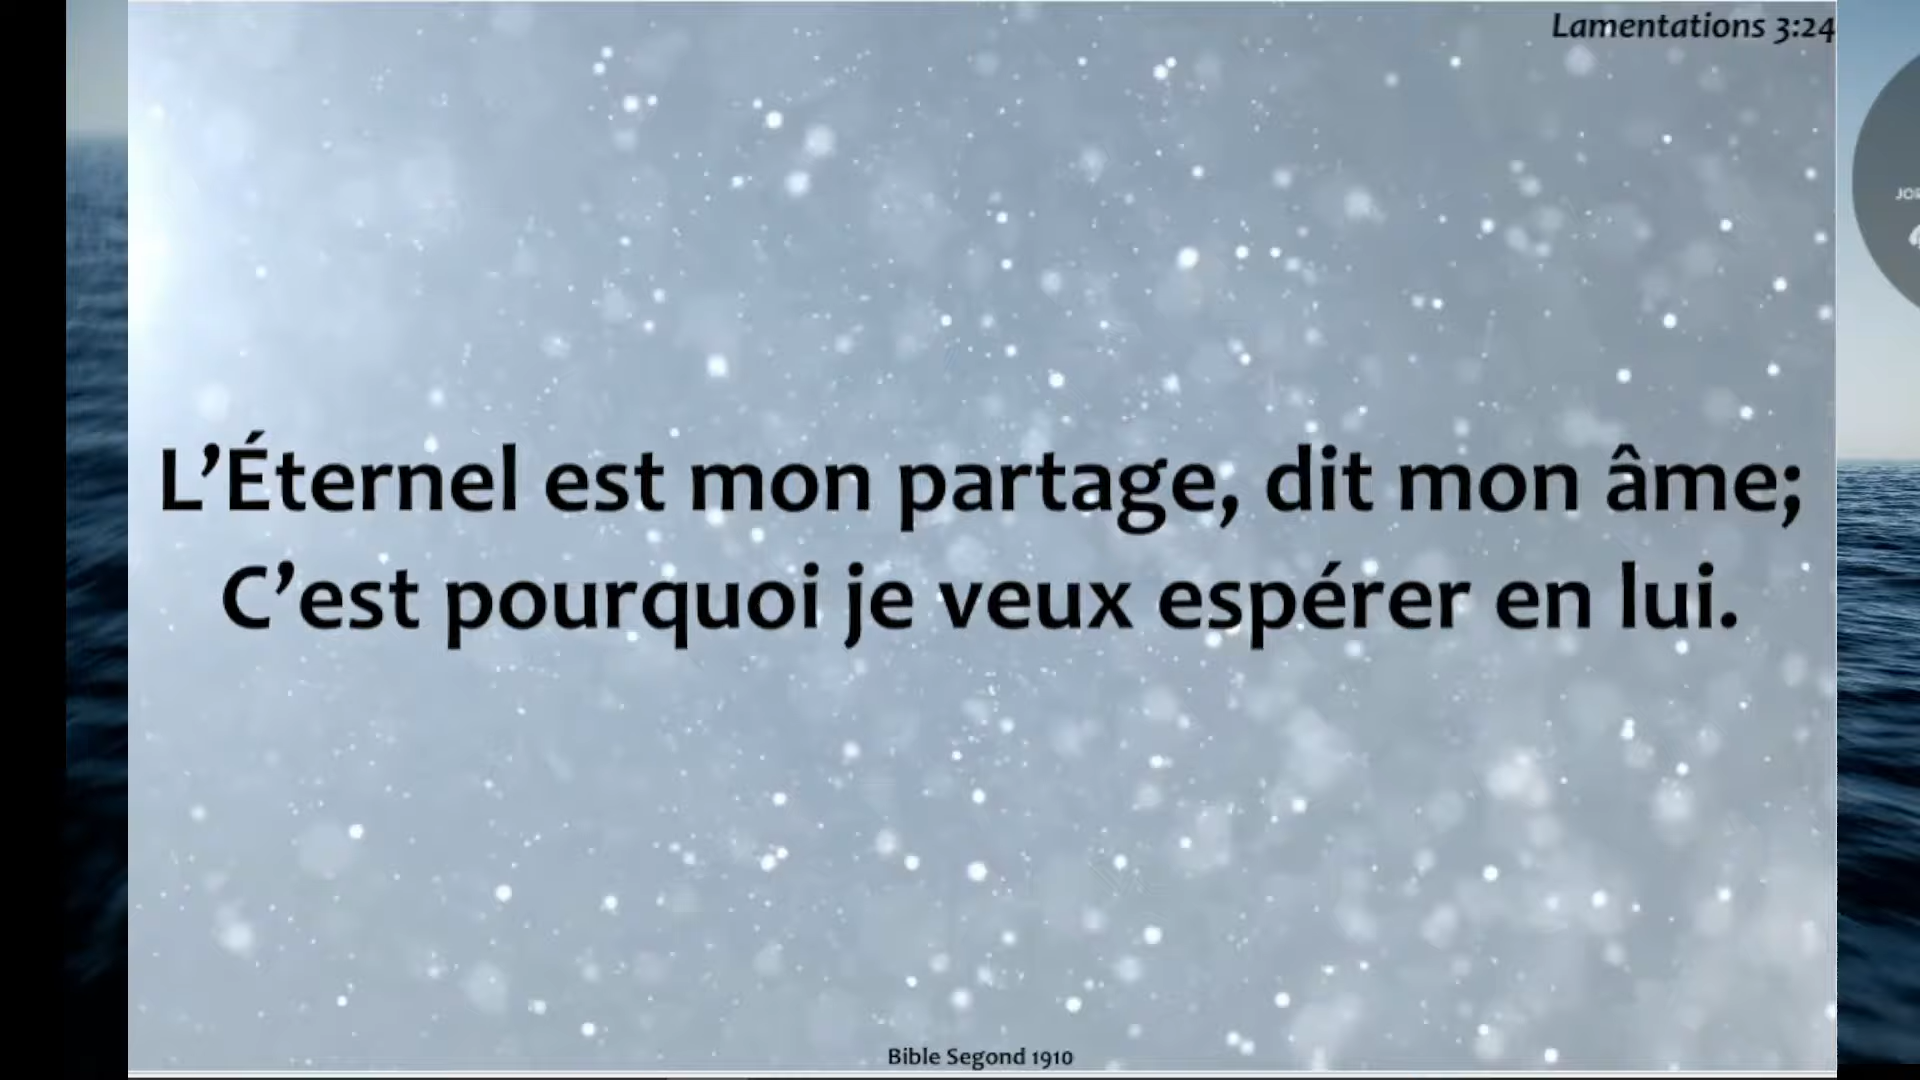 Lamentations 3:24
L’Éternel est mon partage, dit mon âme;
C’est pourquoi je veux espérer en lui.
Bible Segond 1910